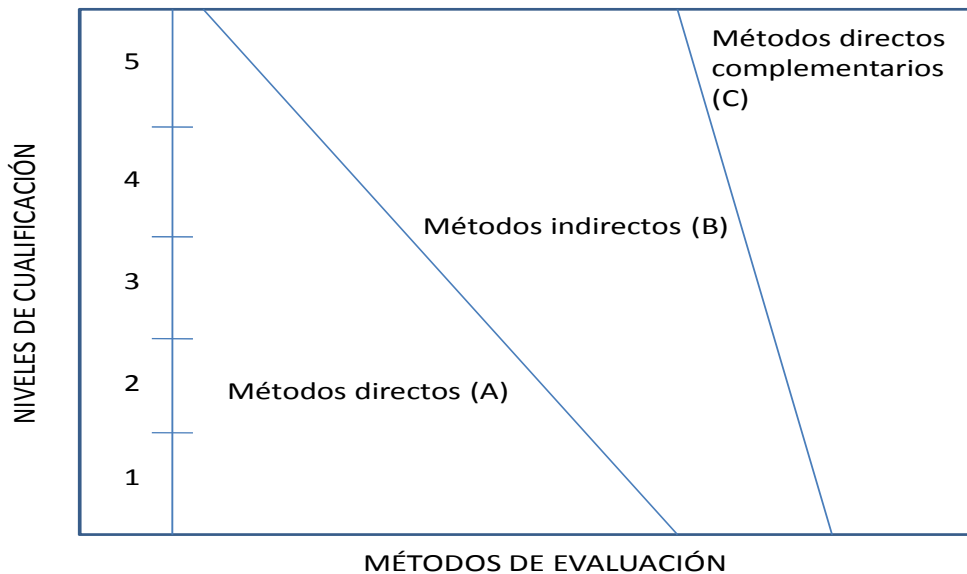 NIVELES DE CUALIFICACIÓN
5
4
3
2
1
Métodos directos
complementarios
(C)
Métodos indirectos (B)
Métodos directos (A)
MÉTODOS DE EVALUACIÓN